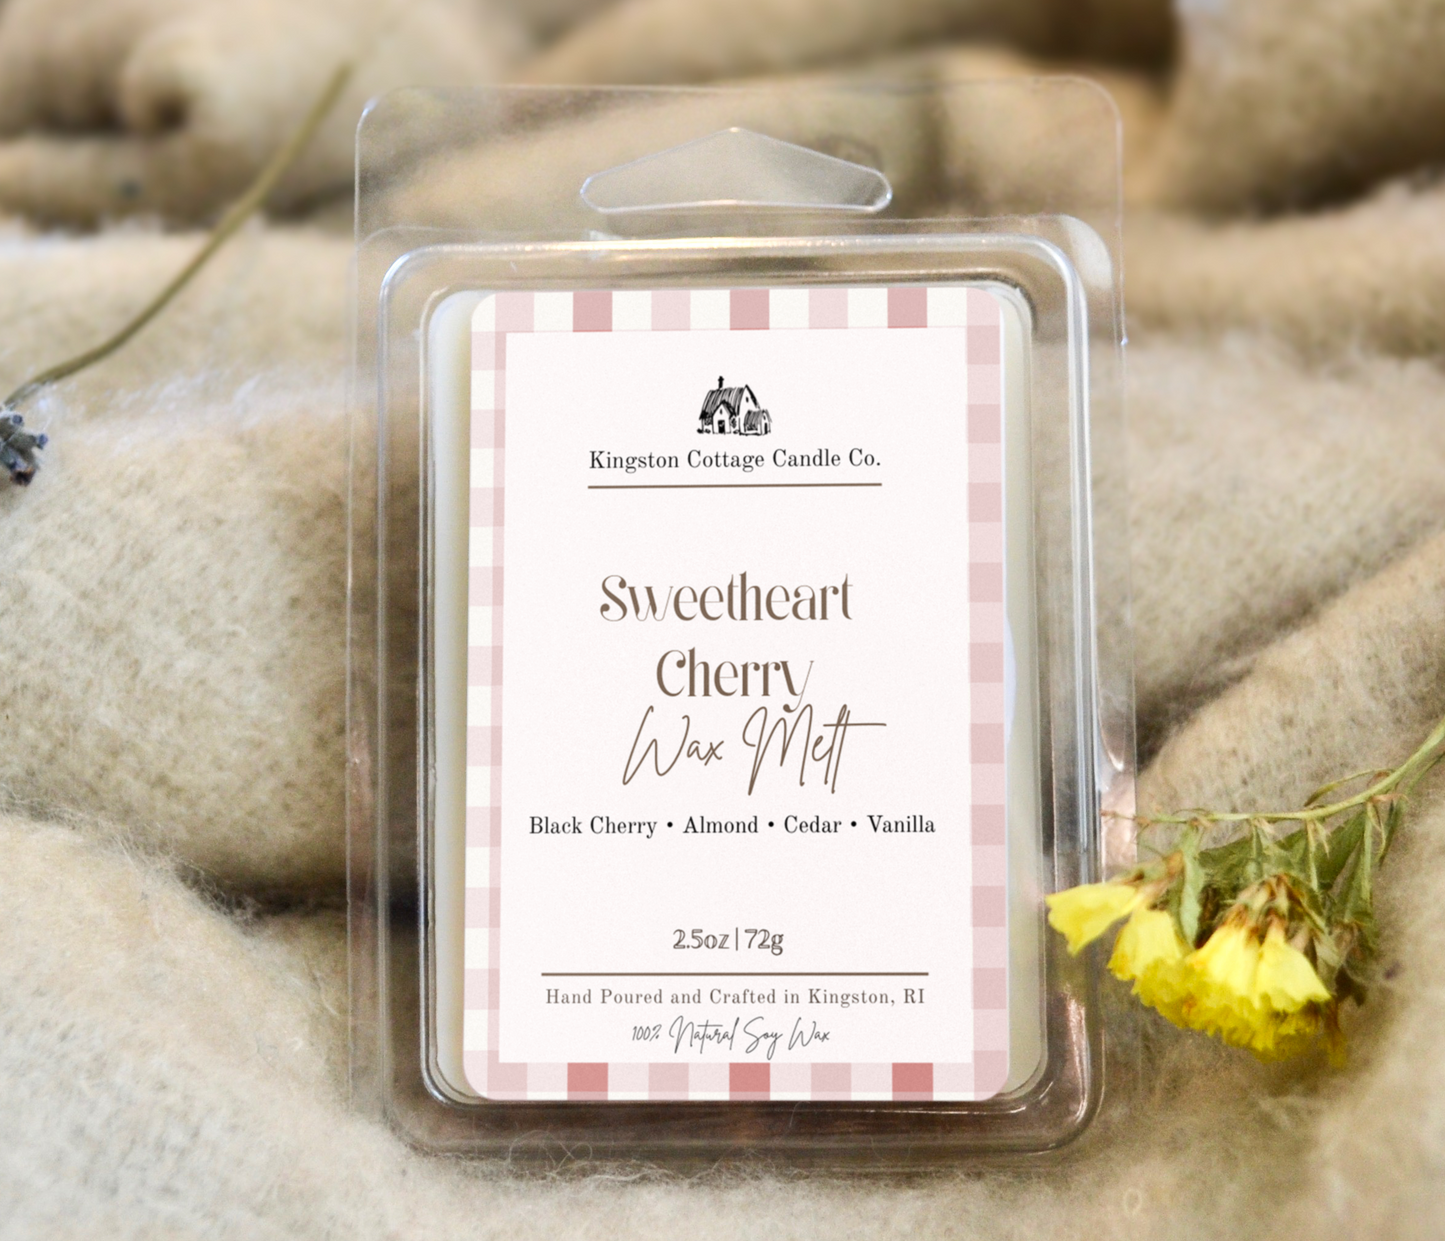 Kingston Cottage Candle Co.
Sweetheart
Cherry
Wax Melt
Black Cherry • Almond • Cedar • Vanilla
2.5oz | 72g
Hand Poured and Crafted in Kingston, RI
100% Natural Soy Wax